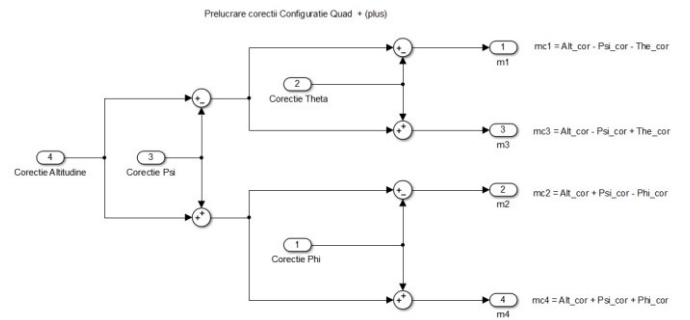 Prelucrare corectii Configuratie Quad + (plus)
1
m1
mc1 = Alt_cor - Psi_cor - The_cor
2
Corectie Theta
3
m3
mc3 = Alt_cor - Psi_cor + The_cor
4
Corectie Altitudine
3
Corectie Psi
2
m2
mc2 = Alt_cor + Psi_cor - Phi_cor
1
Corectie Phi
4
m4
mc4 = Alt_cor + Psi_cor + Phi_cor